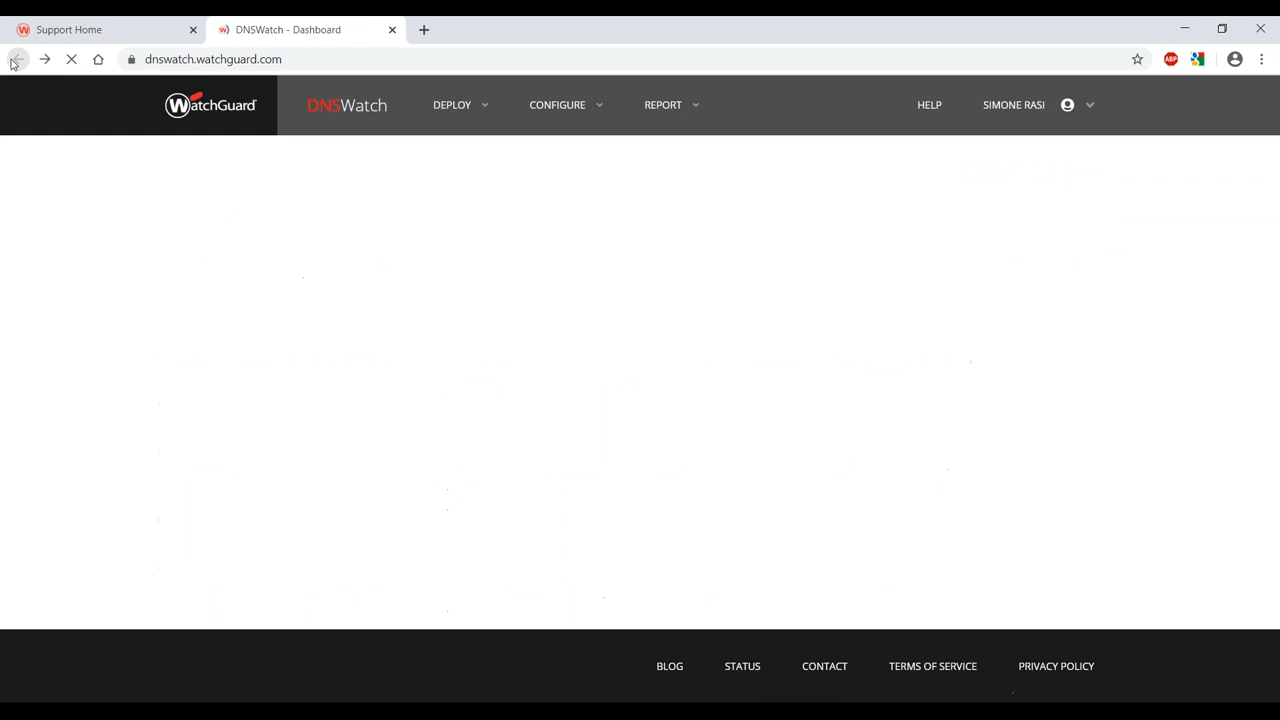 Support Home
DNSWatch - Dashboard
dnswatch.watchguard.com
ABP
WatchGuard
DNSWatch
DEPLOY
CONFIGURE
REPORT
HELP
SIMONE RASI
BLOG
STATUS
CONTACT
TERMS OF SERVICE
PRIVACY POLICY